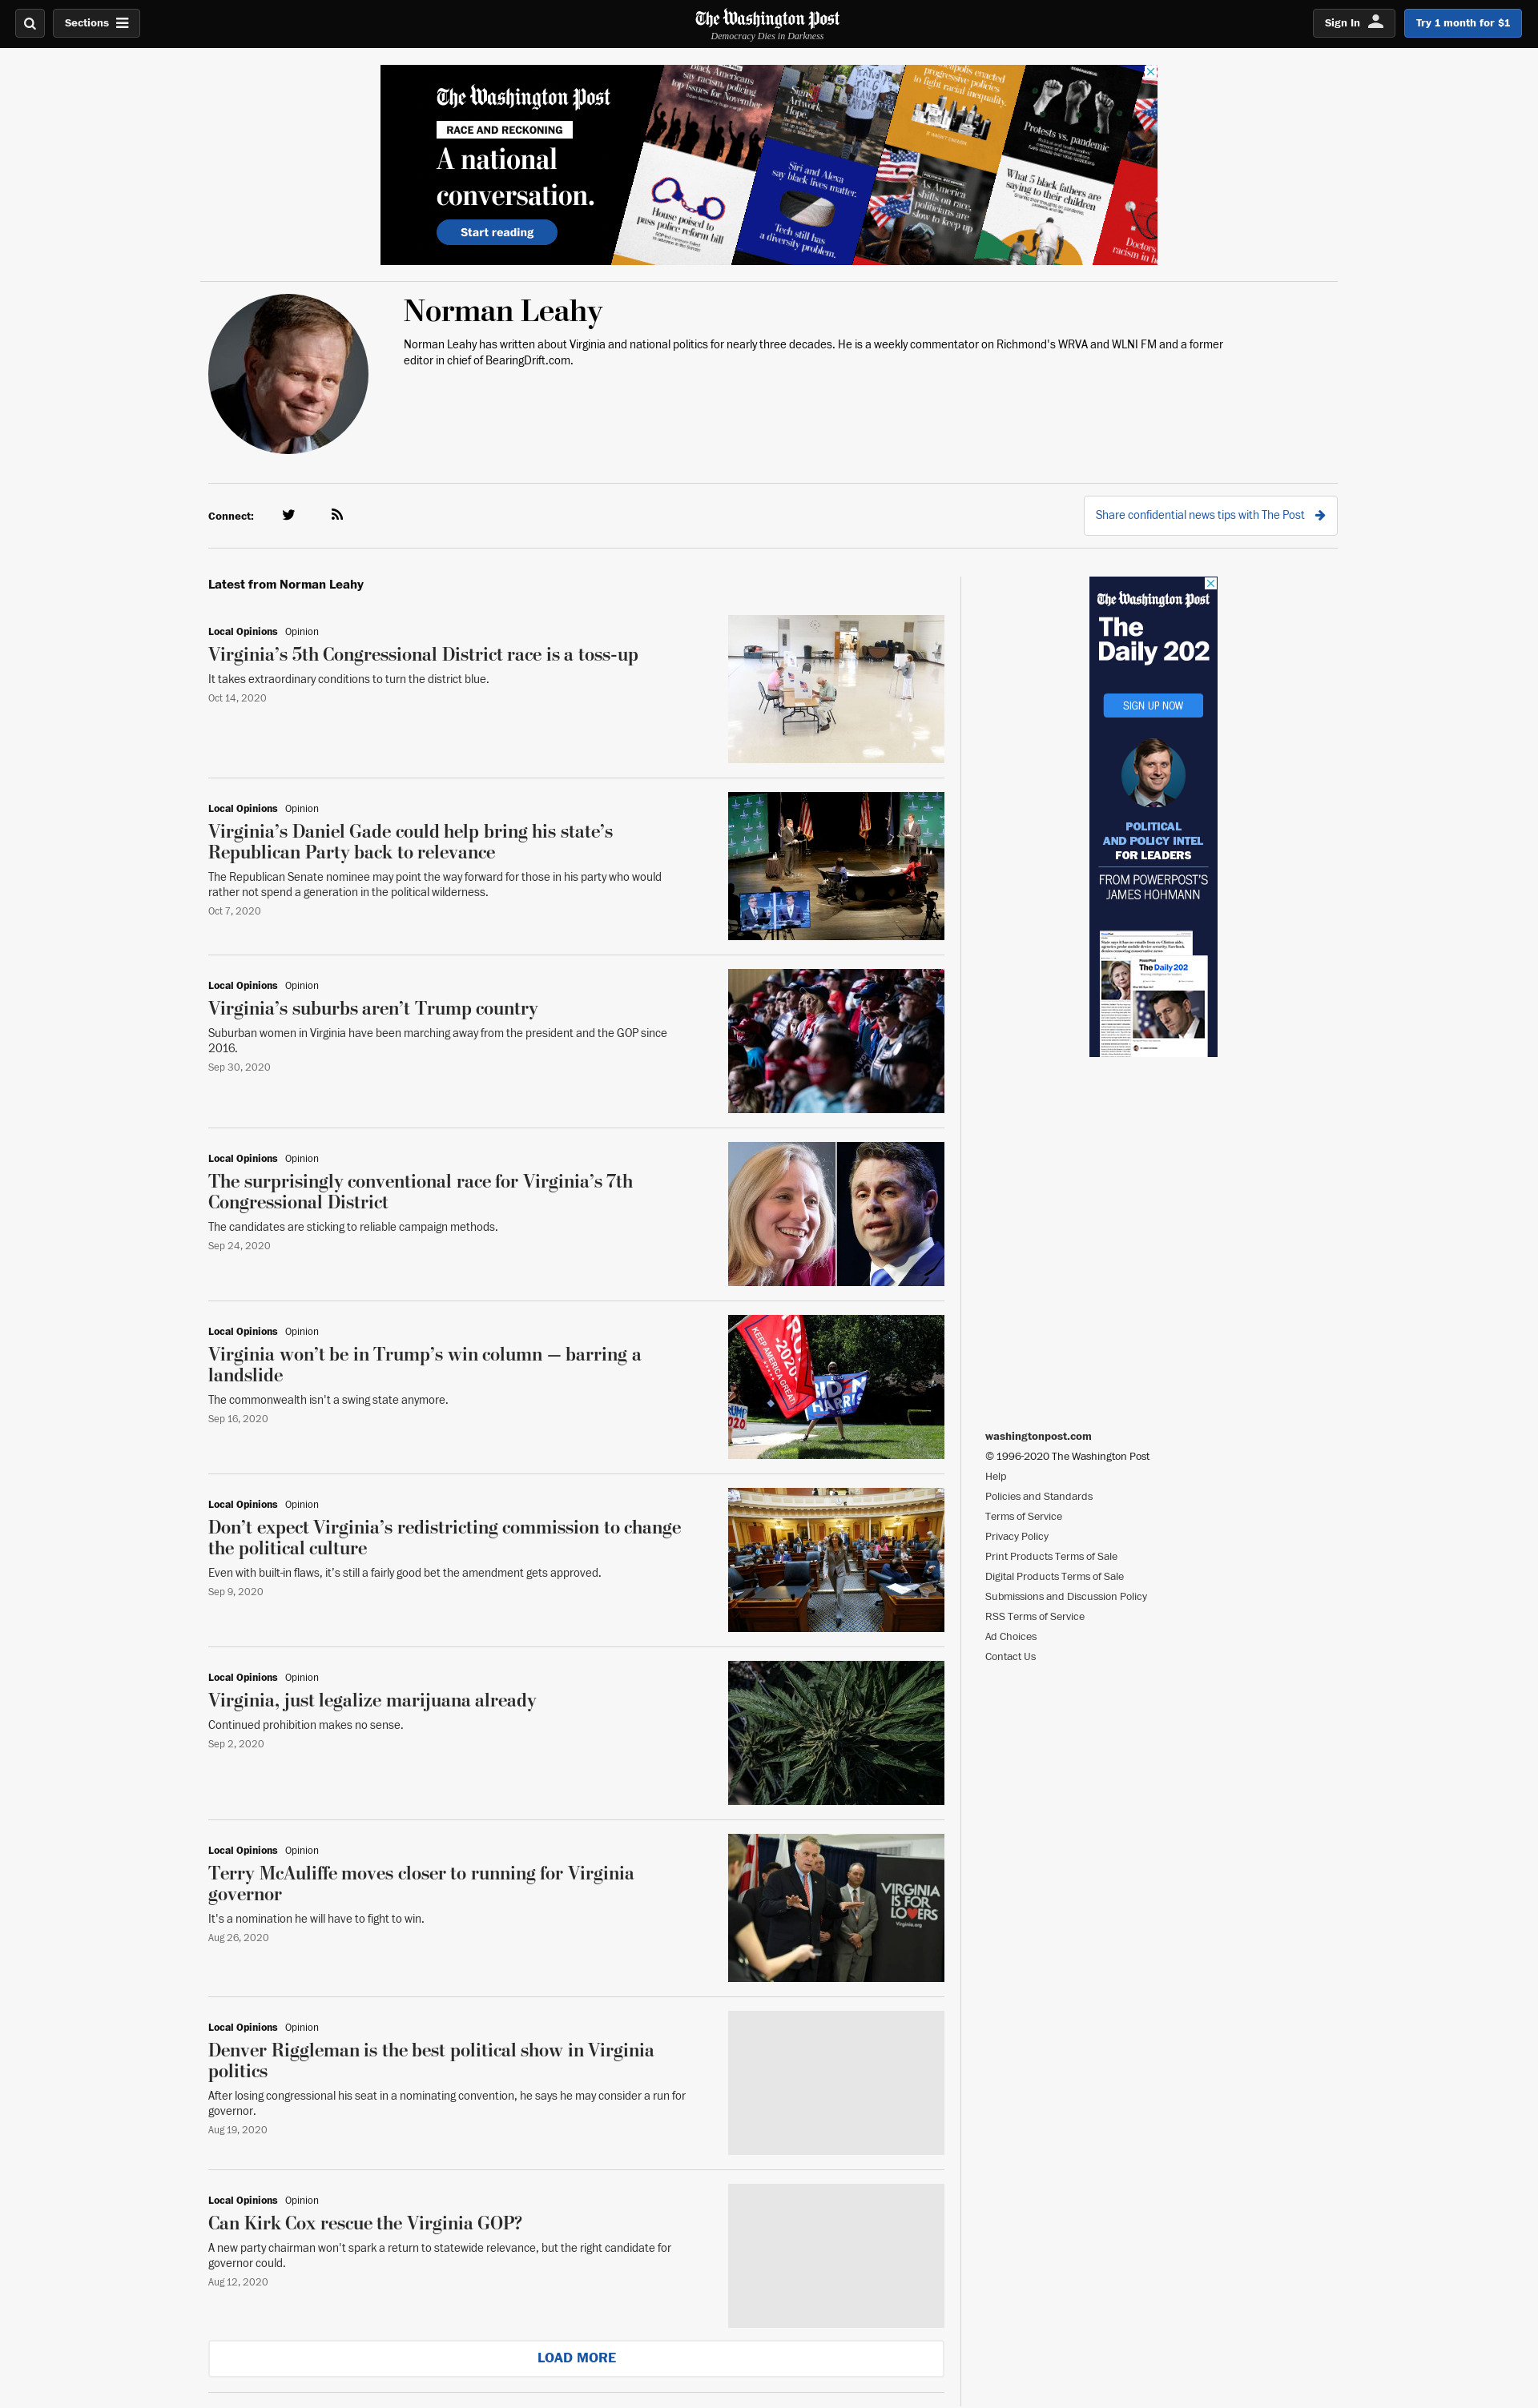 Sections
The Washington Post
Democracy Dies in Darkness
Sign In
Try 1 month for $1
The Washington Post
RACE AND RECKONING
A national
conversation.
Start reading
black, Americans
say racism, policing
top issues for November
House poised to
pass police reform bill
Signs.
Artwork.
Hope.
Siri and Alexa
say black lives matter.
Tech still has
a diversity problem.
progressive policies
to fight racial inequality.
As America
shifts on race,
politicians are
slow to keep up
Protests vs. pandemic
What 5 black fathers are
saying to their children
Doctors
racism in
Norman Leahy
Norman Leahy has written about Virginia and national politics for nearly three decades. He is a weekly commentator on Richmond's WRVA and WLNI FM and a former
editor in chief of BearingDrift.com.
Connect:
Share confidential news tips with The Post
Latest from Norman Leahy
Local Opinions Opinion
Virginia’s 5th Congressional District race is a toss-up
It takes extraordinary conditions to turn the district blue.
Oct 14, 2020
Local Opinions Opinion
Virginia’s Daniel Gade could help bring his state’s
Republican Party back to relevance
The Republican Senate nominee may point the way forward for those in his party who would
rather not spend a generation in the political wilderness.
Oct 7, 2020
Local Opinions Opinion
Virginia’s suburbs aren’t Trump country
Suburban women in Virginia have been marching away from the president and the GOP since
2016.
Sep 30, 2020
Local Opinions Opinion
The surprisingly conventional race for Virginia’s 7th
Congressional District
The candidates are sticking to reliable campaign methods.
Sep 24, 2020
Local Opinions Opinion
Virginia won’t be in Trump’s win column — barring a
landslide
The commonwealth isn't a swing state anymore.
Sep 16, 2020
-2020-
KEEP AMERICA GREAT!
BIDEN
HARRIS
2020
Local Opinions Opinion
Don’t expect Virginia’s redistricting commission to change
the political culture
Even with built-in flaws, it’s still a fairly good bet the amendment gets approved.
Sep 9, 2020
Local Opinions Opinion
Virginia, just legalize marijuana already
Continued prohibition makes no sense.
Sep 2, 2020
Local Opinions Opinion
Terry McAuliffe moves closer to running for Virginia
governor
It's a nomination he will have to fight to win.
Aug 26, 2020
VIRGINIA
IS FOR
LOVERS
Virginia.org
Local Opinions Opinion
Denver Riggleman is the best political show in Virginia
politics
After losing congressional his seat in a nominating convention, he says he may consider a run for
governor.
Aug 19, 2020
Local Opinions Opinion
Can Kirk Cox rescue the Virginia GOP?
A new party chairman won't spark a return to statewide relevance, but the right candidate for
governor could.
Aug 12, 2020
LOAD MORE
The Washington Post
The
Daily 202
SIGN UP NOW
POLITICAL
AND POLICY INTEL
FOR LEADERS
FROM POWERPOST'S
JAMES HOHMANN
The Daily 202
washingtonpost.com
© 1996-2020 The Washington Post
Help
Policies and Standards
Terms of Service
Privacy Policy
Print Products Terms of Sale
Digital Products Terms of Sale
Submissions and Discussion Policy
RSS Terms of Service
Ad Choices
Contact Us